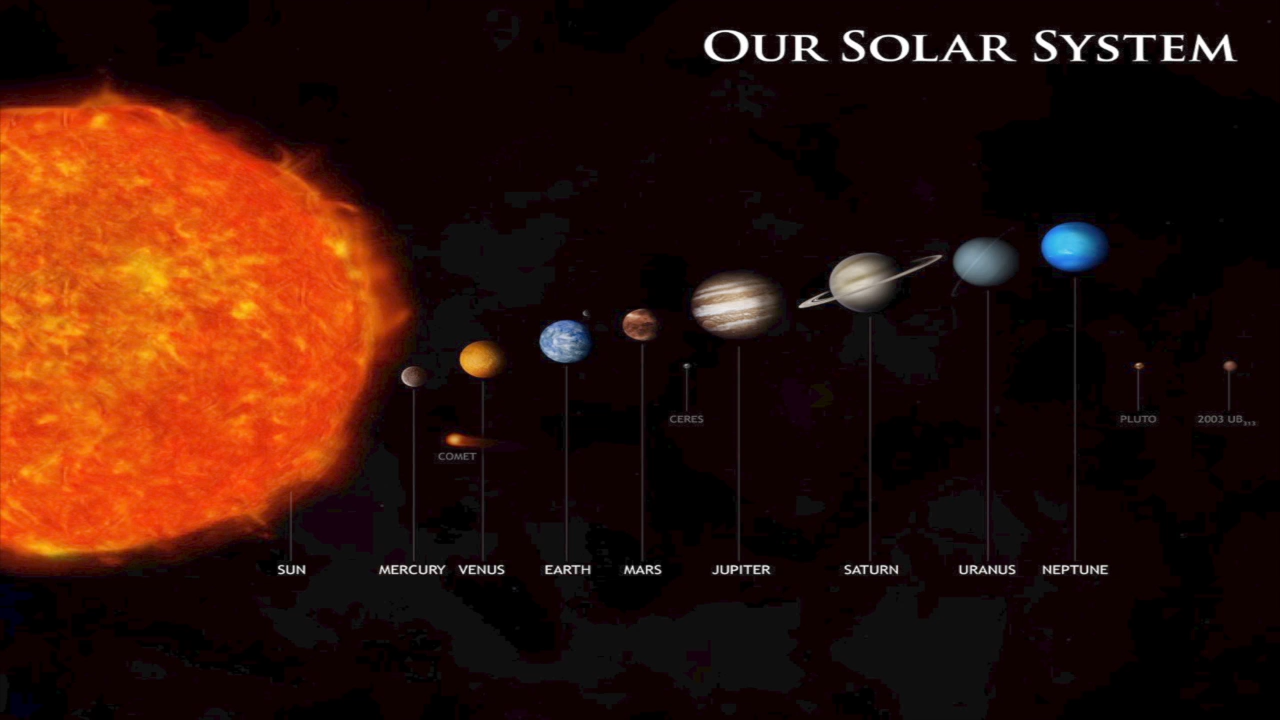 OUR SOLAR SYSTEM
CERES
PLUTO
2003 UB₃₁₃
COMET
SUN
MERCURY
VENUS
EARTH
MARS
JUPITER
SATURN
URANUS
NEPTUNE